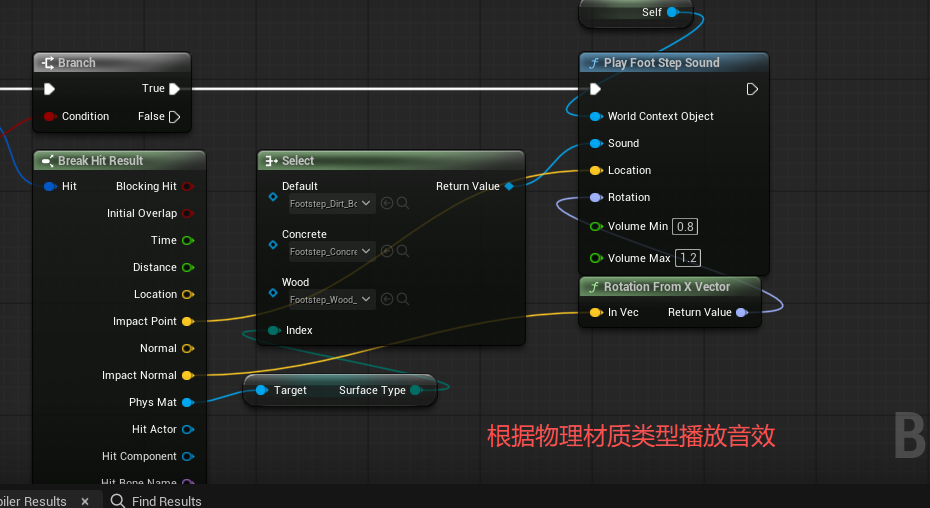 Self
Branch
True
Condition
False
Play Foot Step Sound
World Context Object
Sound
Location
Rotation
Volume Min 0.8
Volume Max 1.2
Break Hit Result
Hit
Blocking Hit
Initial Overlap
Time
Distance
Location
Impact Point
Normal
Impact Normal
Phys Mat
Hit Actor
Hit Component
Hit Bone Name
Select
Default
Return Value
Footstep_Dirt_Bc
Concrete
Footstep_Concre
Wood
Footstep_Wood_
Index
Rotation From X Vector
In Vec
Return Value
Target
Surface Type
根据物理材质类型播放音效
B
piler Results
Find Results